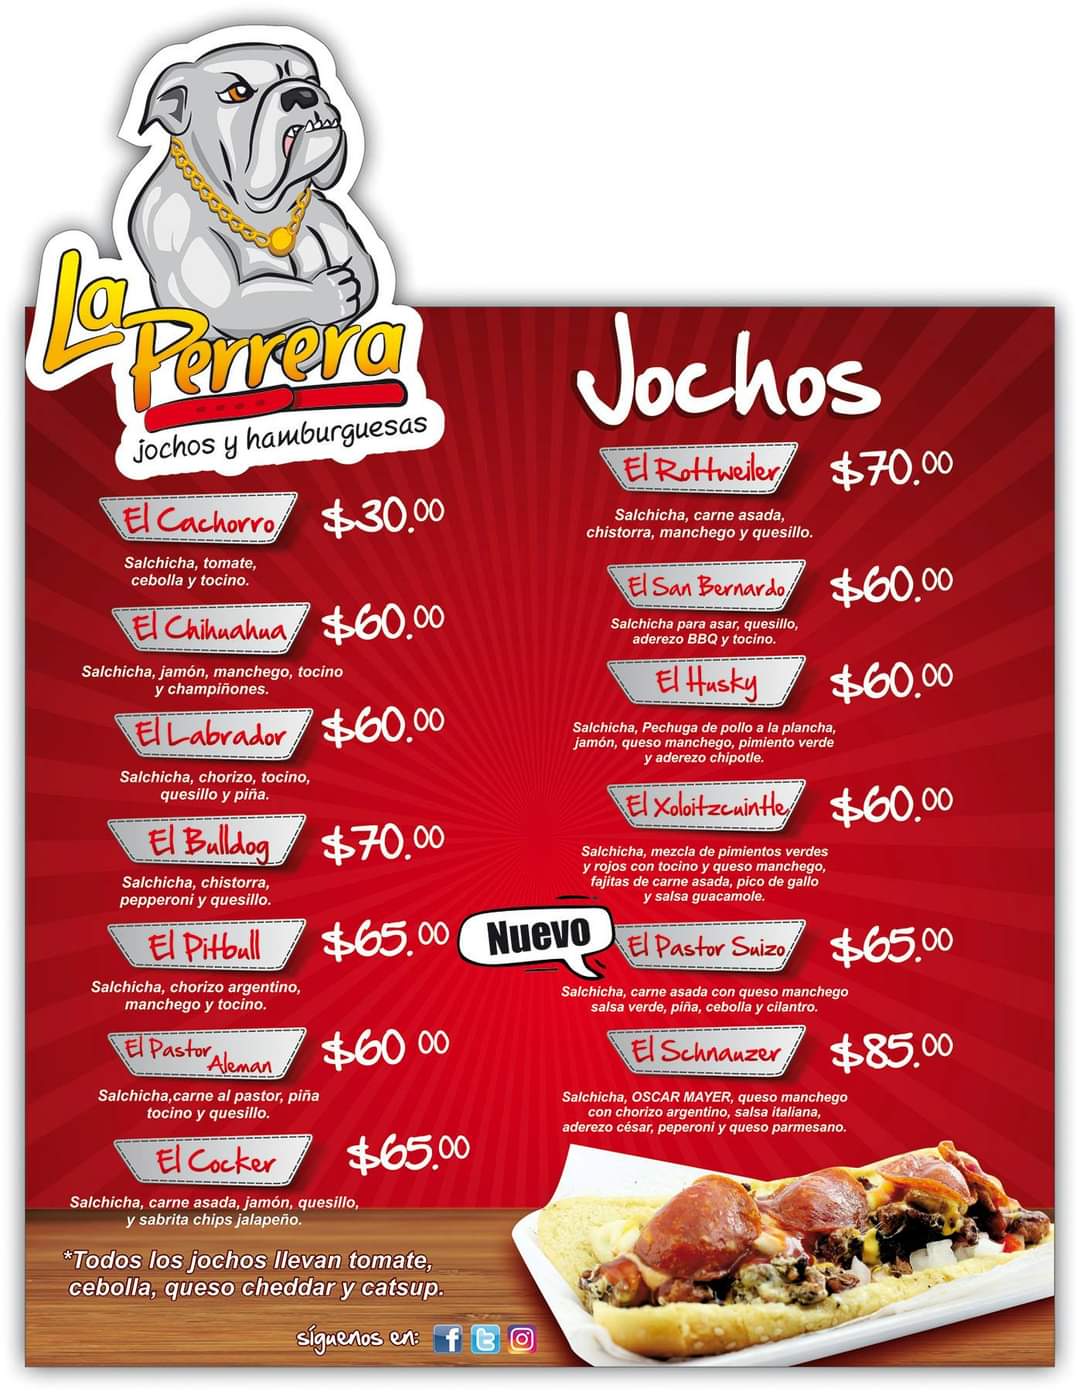 La
Perrera
jochos y hamburguesas
El Cachorro $30.00
Salchicha, tomate,
cebolla y tocino.
El Chihuahua $60.00
Salchicha, jamón, manchego, tocino
y champiñones.
El Labrador $60.00
Salchicha, chorizo, tocino,
quesillo y piña.
El Bulldog $70.00
Salchicha, chistorra,
pepperoni y quesillo.
El Pitbull $65.00
Salchicha, chorizo argentino,
manchego y tocino.
El Pastor
Aleman
$60 00
Salchicha,carne al pastor, piña
tocino y quesillo.
El Cocker $65.00
Salchicha, carne asada, jamón, quesillo,
y sabrita chips jalapeño.
*Todos los jochos llevan tomate,
cebolla, queso cheddar y catsup.
Jochos
El Rottweiler $70.00
Salchicha, carne asada,
chistorra, manchego y quesillo.
El San Bernardo $60.00
Salchicha para asar, quesillo,
aderezo BBQ y tocino.
El Husky $60.00
Salchicha, Pechuga de pollo a la plancha,
jamón, queso manchego, pimiento verde
y aderezo chipotle.
El Xoloitzcuintle $60.00
Salchicha, mezcla de pimientos verdes
y rojos con tocino y queso manchego,
fajitas de carne asada, pico de gallo
y salsa guacamole.
Nuevo
El Pastor Suizo $65.00
Salchicha, carne asada con queso manchego
salsa verde, piña, cebolla y cilantro.
El Schnauzer $85.00
Salchicha, OSCAR MAYER, queso manchego
con chorizo argentino, salsa italiana,
aderezo césar, peperoni y queso parmesano.
síguenos en: